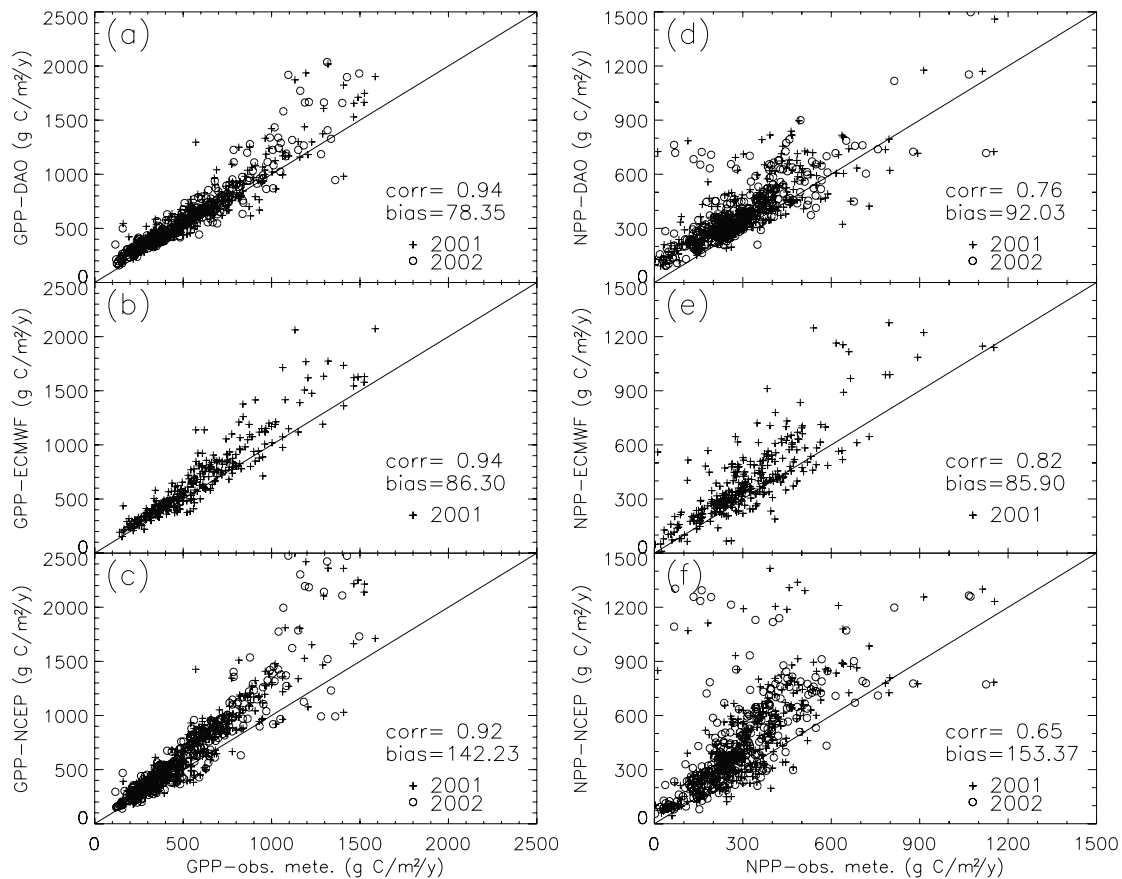 (a)
GPP-DAO (g C/m²/y)
2500
2000
1500
1000
500
0
corr= 0.94
bias=78.35
+ 2001
○ 2002
(d)
NPP-DAO (g C/m²/y)
1500
1200
900
600
300
0
corr= 0.76
bias=92.03
+ 2001
○ 2002
(b)
GPP-ECMWF (g C/m²/y)
2500
2000
1500
1000
500
0
corr= 0.94
bias=86.30
+ 2001
(e)
NPP-ECMWF (g C/m²/y)
1500
1200
900
600
300
0
corr= 0.82
bias=85.90
+ 2001
(c)
GPP-NCEP (g C/m²/y)
2500
2000
1500
1000
500
0
corr= 0.92
bias=142.23
+ 2001
○ 2002
0 500 1000 1500 2000 2500
GPP-obs. mete. (g C/m²/y)
(f)
NPP-NCEP (g C/m²/y)
1500
1200
900
600
300
0
corr= 0.65
bias=153.37
+ 2001
○ 2002
0 300 600 900 1200 1500
NPP-obs. mete. (g C/m²/y)